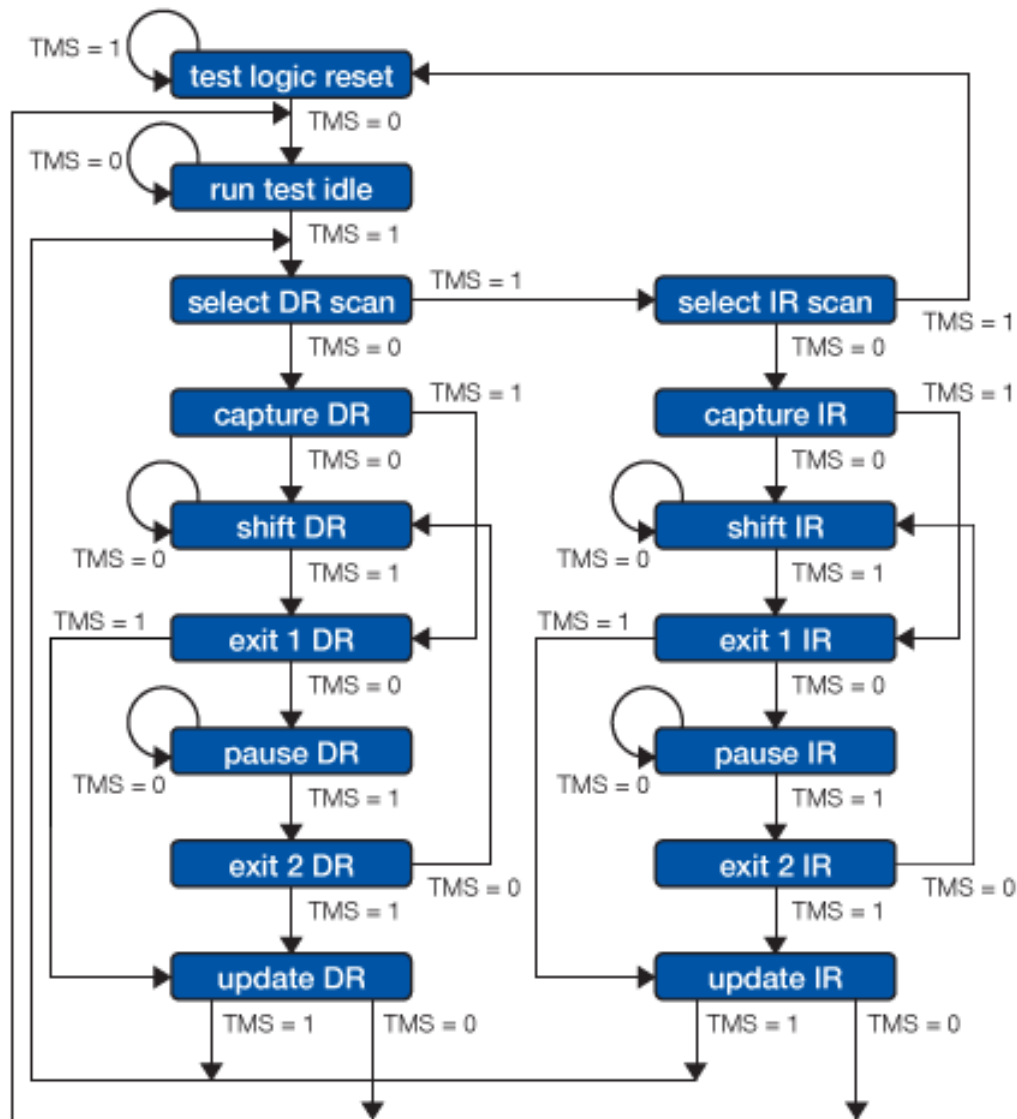 TMS = 1
test logic reset
TMS = 0
TMS = 0
run test idle
TMS = 1
select DR scan
TMS = 1
select IR scan
TMS = 1
TMS = 0
TMS = 0
capture DR
TMS = 1
capture IR
TMS = 1
TMS = 0
TMS = 0
shift DR
shift IR
TMS = 0
TMS = 1
TMS = 0
TMS = 1
TMS = 1
exit 1 DR
TMS = 1
exit 1 IR
TMS = 0
TMS = 0
pause DR
pause IR
TMS = 0
TMS = 1
TMS = 0
TMS = 1
exit 2 DR
TMS = 0
exit 2 IR
TMS = 0
TMS = 1
TMS = 1
update DR
update IR
TMS = 1
TMS = 0
TMS = 1
TMS = 0